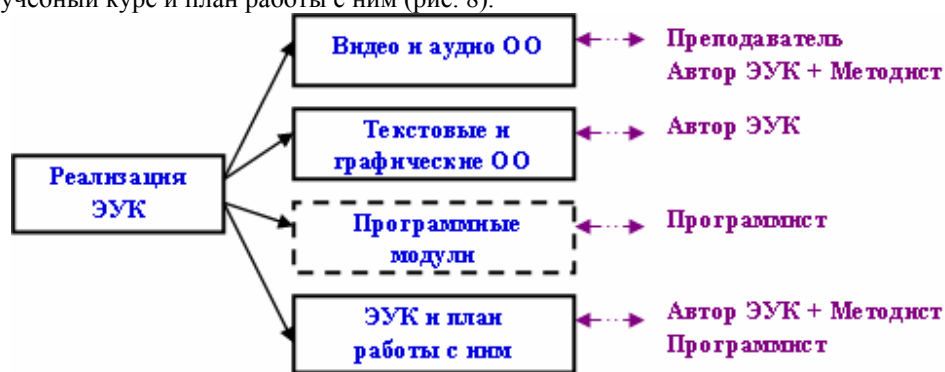 учебный курс и план работы с ним (рис. 8).
Видео и аудио ОО
Преподаватель
Автор ЭУК + Методист
Текстовые и
графические ОО
Автор ЭУК
Реализация
ЭУК
Программные
модули
Программист
ЭУК и план
работы с ним
Автор ЭУК + Методист
Программист